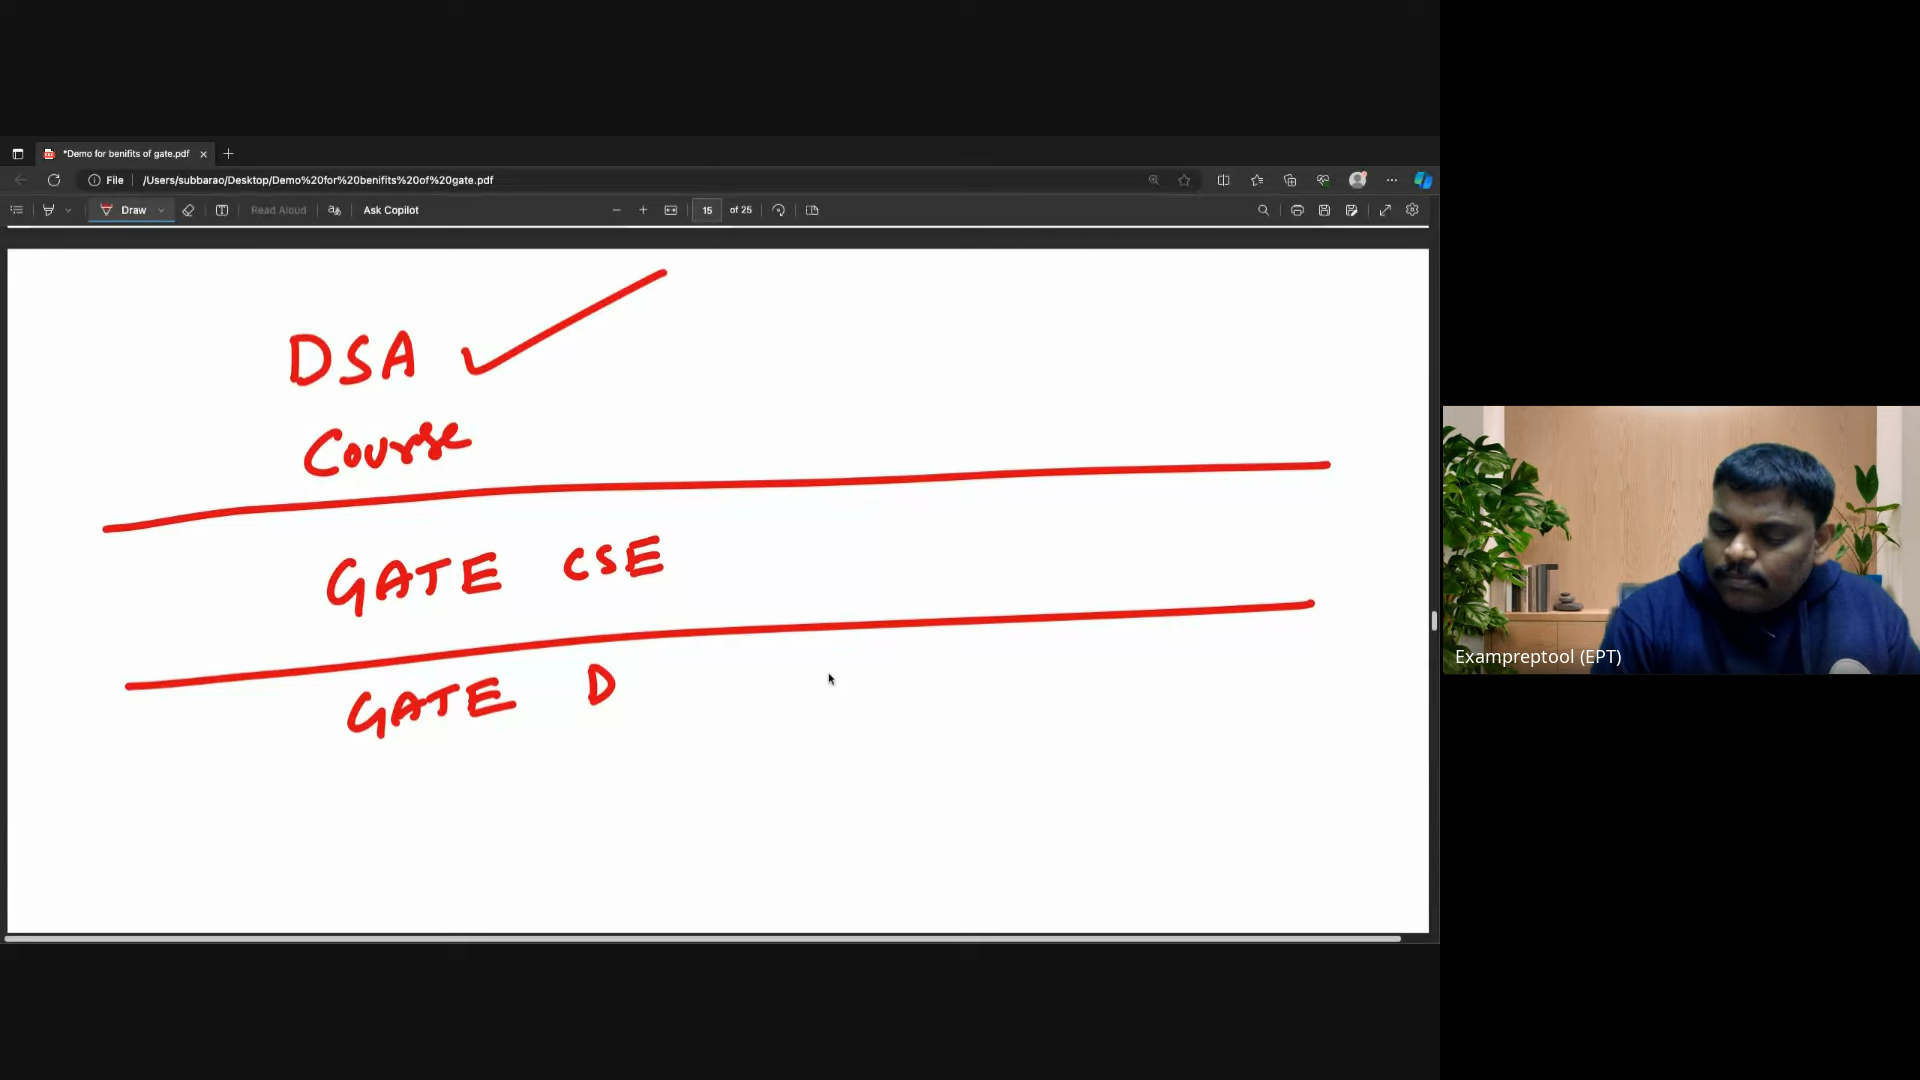 *Demo for benifits of gate.pdf
File /Users/subbarao/Desktop/Demo%20for%20benifits%20of%20gate.pdf
Draw Read Aloud Ask Copilot 15 of 25
DSA
Course
GATE CSE
GATE D
Exampreptool (EPT)